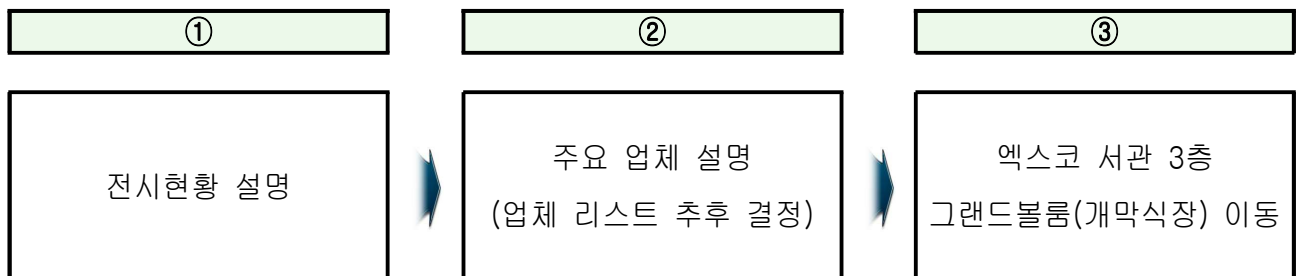 ①
②
③
전시현황 설명
주요 업체 설명
(업체 리스트 추후 결정)
엑스코 서관 3층
그랜드볼룸(개막식장) 이동